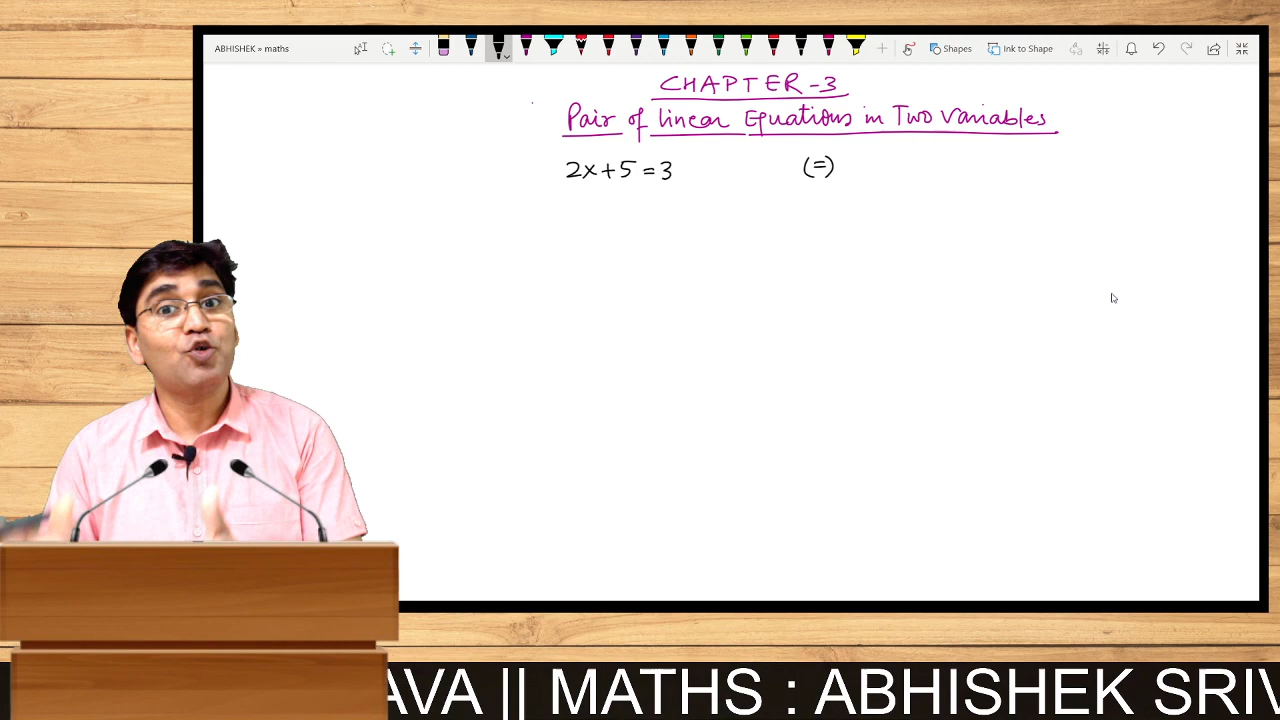 ABHISHEK » maths
Shapes
Ink to Shape
CHAPTER-3
Pair of linear Equations in Two variables
2x+5=3 (=)
AVA || MATHS : ABHISHEK SRIV